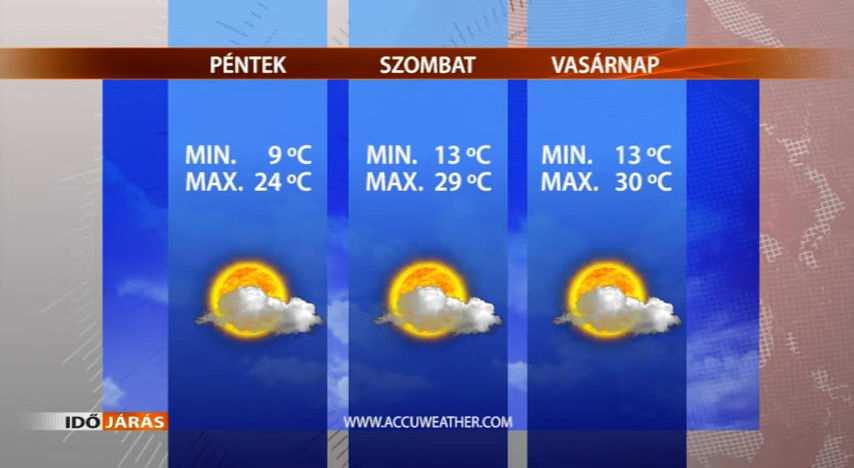 PÉNTEK SZOMBAT VASÁRNAP
MIN. 9 ºC MIN. 13 ºC MIN. 13 ºC
MAX. 24 ºC MAX. 29 ºC MAX. 30 ºC
IDŐJÁRÁS WWW.ACCUWEATHER.COM